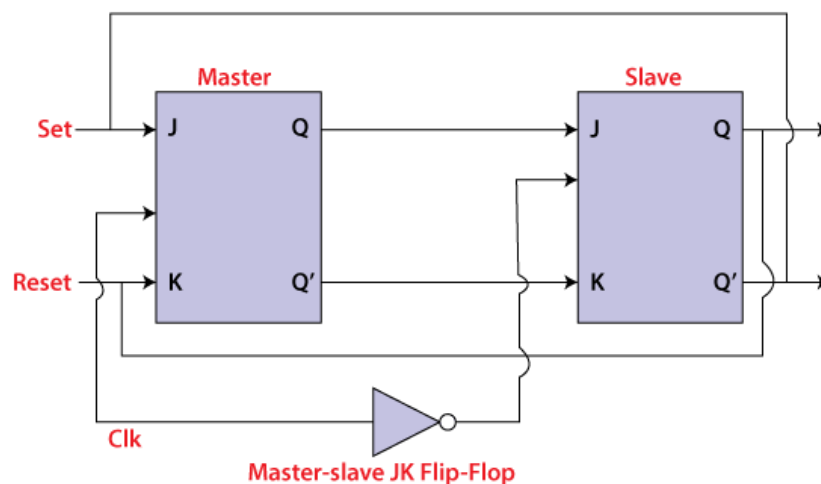 Master
Slave
Set
J
Q
J
Q
Reset
K
Q’
K
Q’
Clk
Master-slave JK Flip-Flop